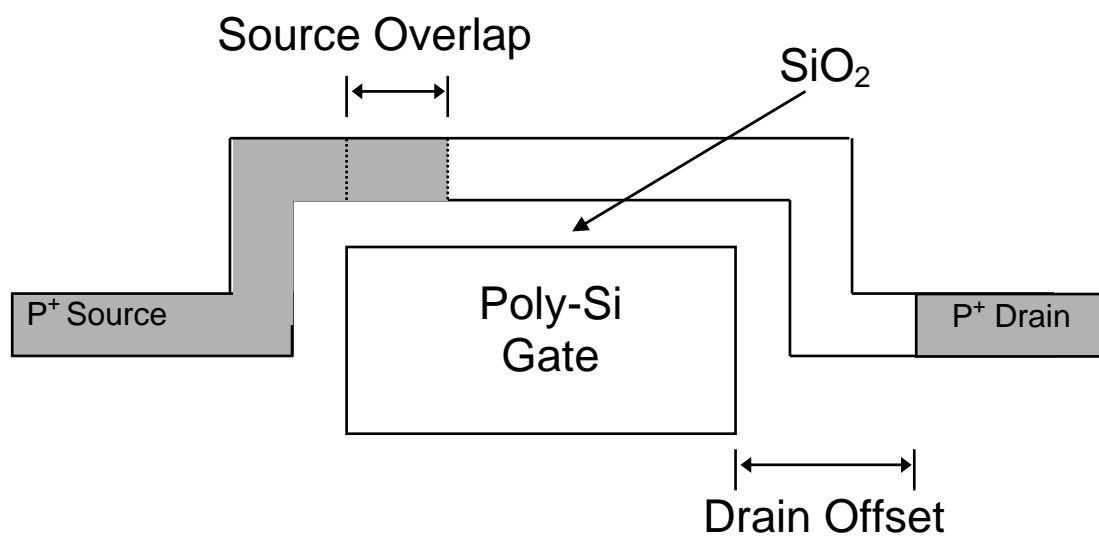 Source Overlap
SiO₂
Poly-Si
Gate
P⁺ Source
P⁺ Drain
Drain Offset